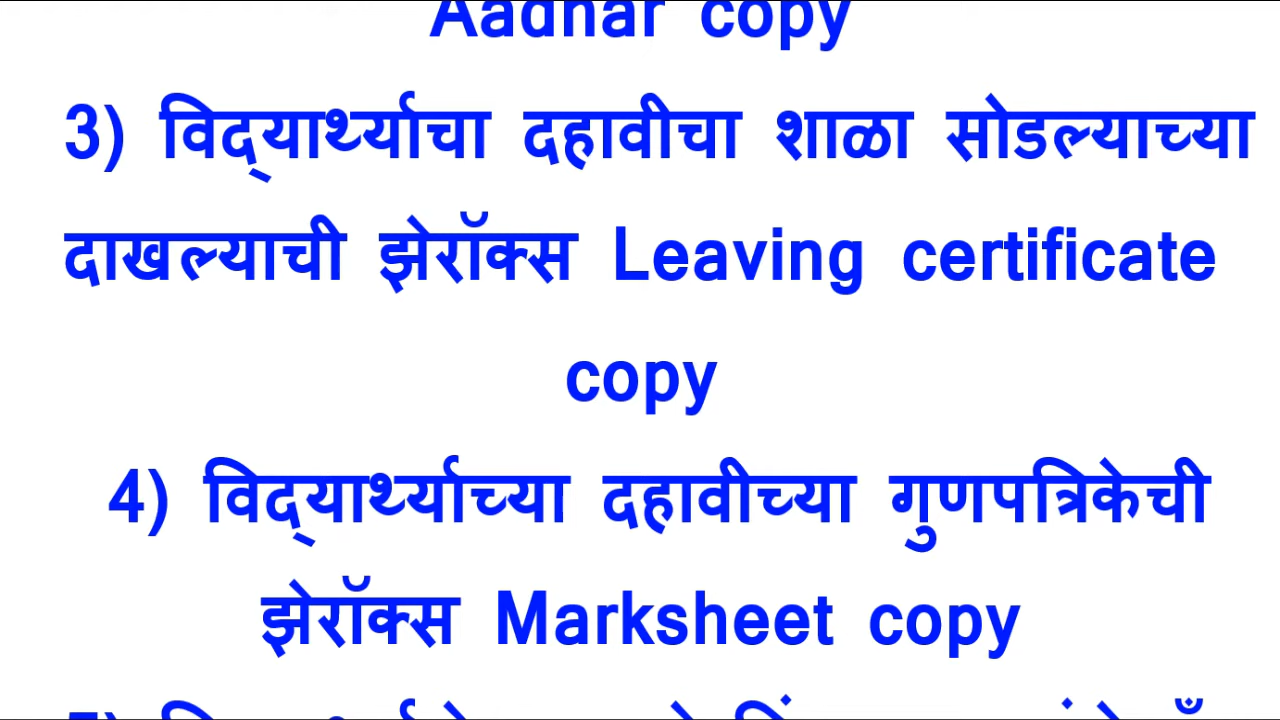 Aadhar copy
3) विद्यार्थ्याचा दहावीचा शाळा सोडल्याच्या
दाखल्याची झेरॉक्स Leaving certificate
copy
4) विद्यार्थ्याच्या दहावीच्या गुणपत्रिकेची
झेरॉक्स Marksheet copy